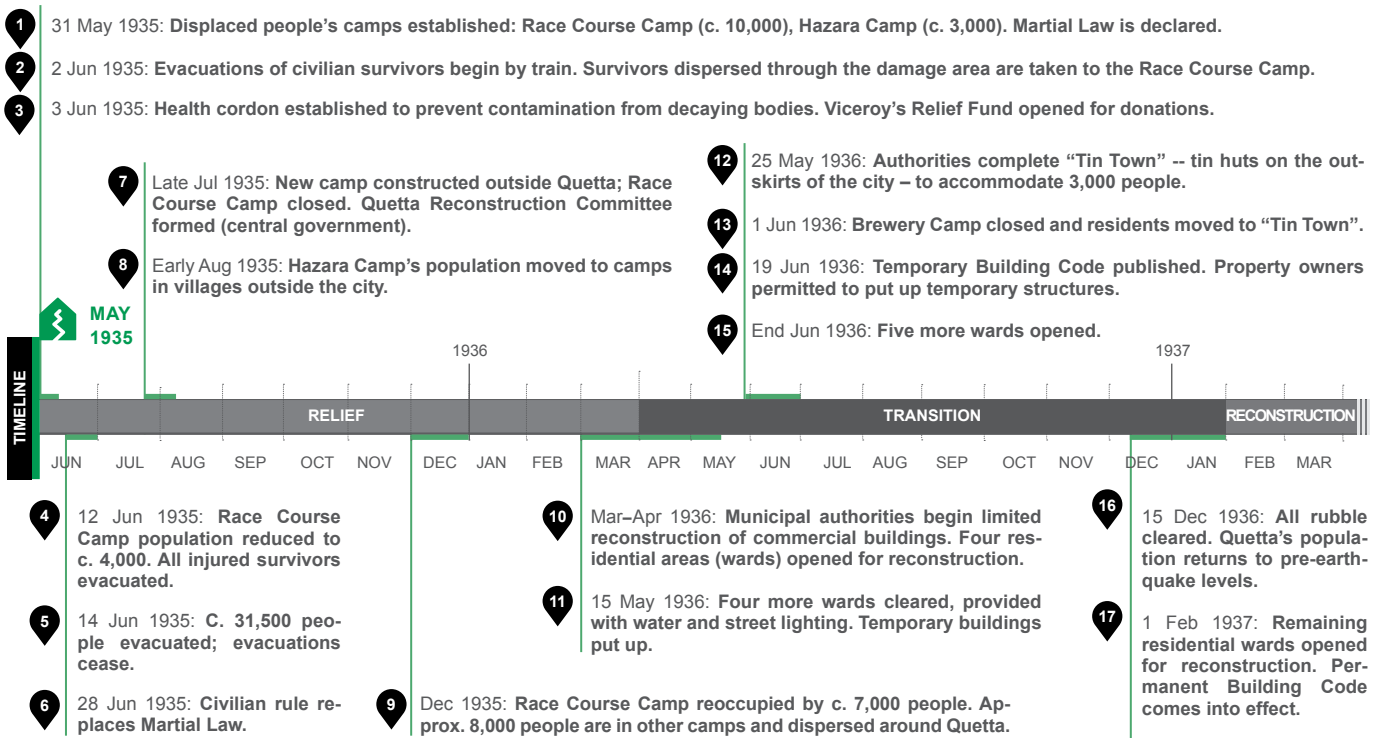 1 31 May 1935: Displaced people’s camps established: Race Course Camp (c. 10,000), Hazara Camp (c. 3,000). Martial Law is declared.
2 2 Jun 1935: Evacuations of civilian survivors begin by train. Survivors dispersed through the damage area are taken to the Race Course Camp.
3 3 Jun 1935: Health cordon established to prevent contamination from decaying bodies. Viceroy’s Relief Fund opened for donations.
7 Late Jul 1935: New camp constructed outside Quetta; Race
Course Camp closed. Quetta Reconstruction Committee
formed (central government).
8 Early Aug 1935: Hazara Camp’s population moved to camps
in villages outside the city.
12 25 May 1936: Authorities complete “Tin Town” -- tin huts on the out-
skirts of the city – to accommodate 3,000 people.
13 1 Jun 1936: Brewery Camp closed and residents moved to “Tin Town”.
14 19 Jun 1936: Temporary Building Code published. Property owners
permitted to put up temporary structures.
15 End Jun 1936: Five more wards opened.
MAY
1935
1936
1937
TIMELINE
RELIEF TRANSITION RECONSTRUCTION
JUN JUL AUG SEP OCT NOV DEC JAN FEB MAR APR MAY JUN JUL AUG SEP OCT NOV DEC JAN FEB MAR
4 12 Jun 1935: Race Course
Camp population reduced to
c. 4,000. All injured survivors
evacuated.
5 14 Jun 1935: C. 31,500 peo-
ple evacuated; evacuations
cease.
6 28 Jun 1935: Civilian rule re-
places Martial Law.
9 Dec 1935: Race Course Camp reoccupied by c. 7,000 people. Ap-
prox. 8,000 people are in other camps and dispersed around Quetta.
10 Mar–Apr 1936: Municipal authorities begin limited
reconstruction of commercial buildings. Four res-
idential areas (wards) opened for reconstruction.
11 15 May 1936: Four more wards cleared, provided
with water and street lighting. Temporary buildings
put up.
16 15 Dec 1936: All rubble
cleared. Quetta’s popula-
tion returns to pre-earth-
quake levels.
17 1 Feb 1937: Remaining
residential wards opened
for reconstruction. Per-
manent Building Code
comes into effect.